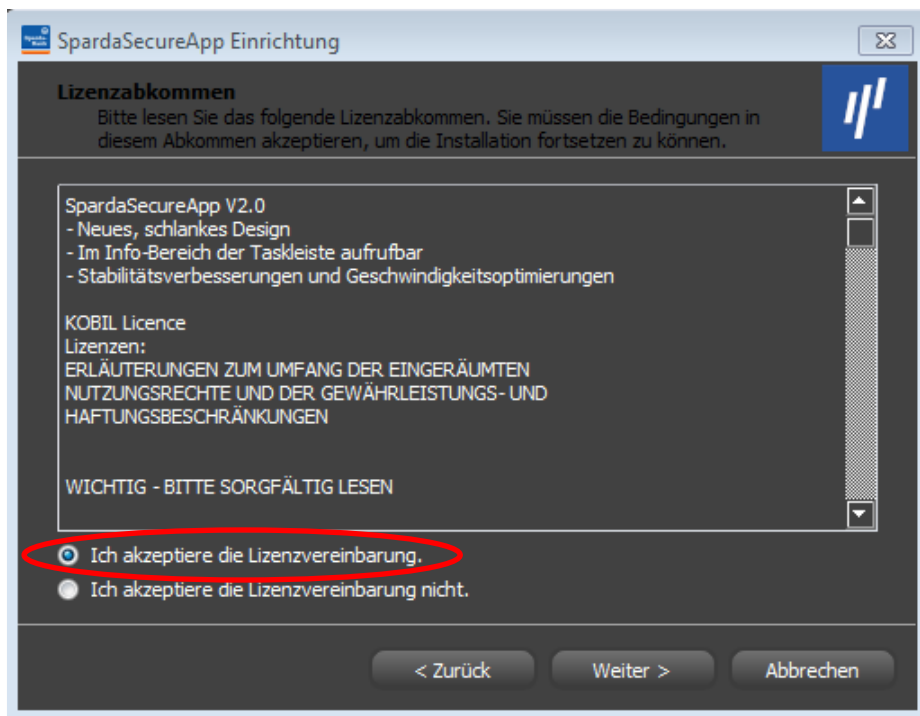 SpardaSecureApp Einrichtung
Lizenzabkommen
Bitte lesen Sie das folgende Lizenzabkommen. Sie müssen die Bedingungen in
diesem Abkommen akzeptieren, um die Installation fortsetzen zu können.
SpardaSecureApp V2.0
- Neues, schlankes Design
- Im Info-Bereich der Taskleiste aufrufbar
- Stabilitätsverbesserungen und Geschwindigkeitsoptimierungen
KOBIL Licence
Lizenzen:
ERLÄUTERUNGEN ZUM UMFANG DER EINGERÄUMTEN
NUTZUNGSRECHTE UND DER GEWÄHRLEISTUNGS- UND
HAFTUNGSBESCHRÄNKUNGEN
WICHTIG - BITTE SORGFÄLTIG LESEN
Ich akzeptiere die Lizenzvereinbarung.
Ich akzeptiere die Lizenzvereinbarung nicht.
< Zurück Weiter > Abbrechen